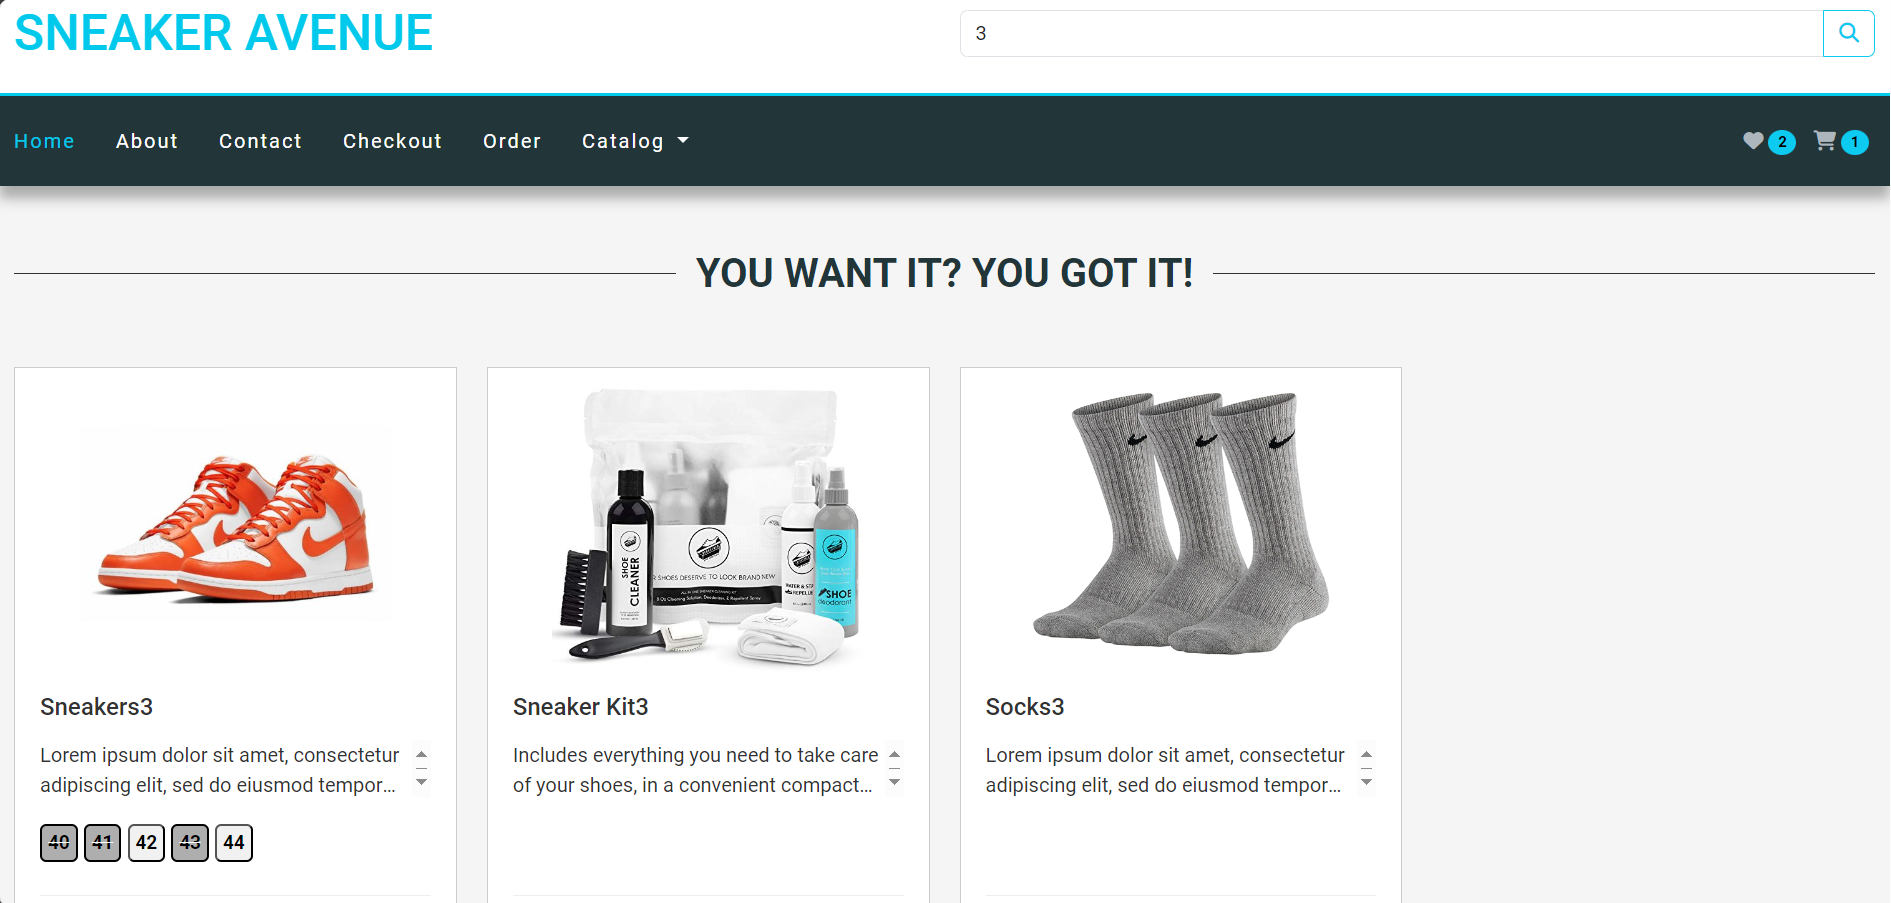 SNEAKER AVENUE
3
Home About Contact Checkout Order Catalog 2 1
YOU WANT IT? YOU GOT IT!
SHOE CLEANER
R SHOES DESERVE TO LOOK BRAND NEW
SHOE
deodorant
Sneakers3
Lorem ipsum dolor sit amet, consectetur
adipiscing elit, sed do eiusmod tempor...
40 41 42 43 44
Sneaker Kit3
Includes everything you need to take care
of your shoes, in a convenient compact...
Socks3
Lorem ipsum dolor sit amet, consectetur
adipiscing elit, sed do eiusmod tempor...